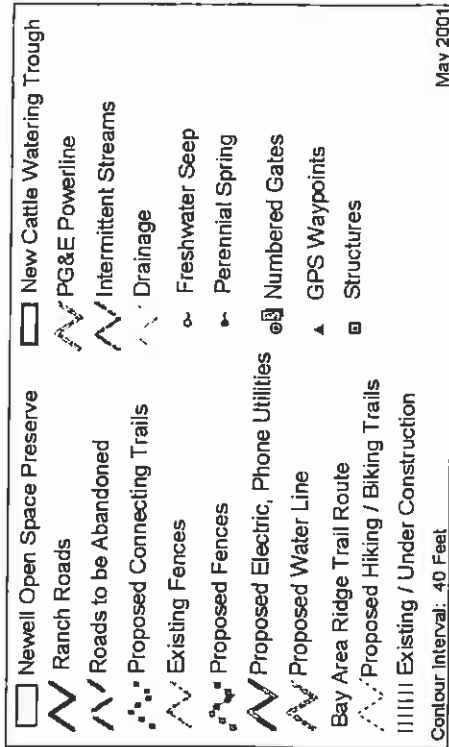 Newell Open Space Preserve
Ranch Roads
Roads to be Abandoned
Proposed Connecting Trails
Existing Fences
Proposed Fences
Proposed Electric, Phone Utilities
Proposed Water Line
Bay Area Ridge Trail Route
Proposed Hiking / Biking Trails
Existing / Under Construction
Contour Interval: 40 Feet
New Cattle Watering Trough
PG&E Powerline
Intermittent Streams
Drainage
Freshwater Seep
Perennial Spring
Numbered Gates
GPS Waypoints
Structures
May 2001